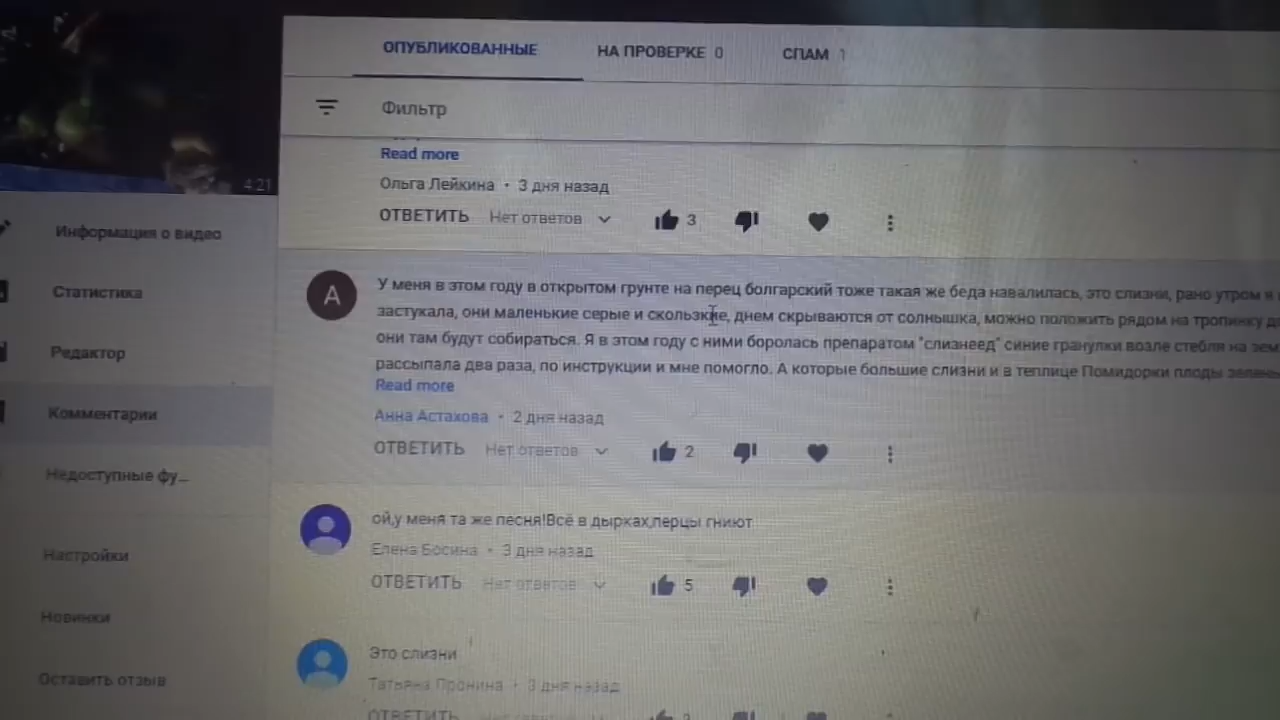 ОПУБЛИКОВАННЫЕ
НА ПРОВЕРКЕ 0
СПАМ 1
Фильтр
Read more
Ольга Лейкина • 3 дня назад
ОТВЕТИТЬ Нет ответов 3
4:21
Информация о видео
Статистика
Редактор
Комментарии
Недоступные фу...
Настройки
Новинки
Оставить отзыв
А
У меня в этом году в открытом грунте на перец болгарский тоже такая же беда навалилась, это слизни, рано утром я
застукала, они маленькие серые и скользкие, днем скрываются от солнышка, можно положить рядом на тропинку
они там будут собираться. Я в этом году с ними боролась препаратом "слизнеед" синие гранулки возле стебля на
рассыпала два раза, по инструкции и мне помогло. А которые большие слизни и в теплице Помидорки плоды
Read more
Анна Астахова • 2 дня назад
ОТВЕТИТЬ Нет ответов 2
ой,у меня та же песня!Всё в дырках,перцы гниют
Елена Босина • 3 дня назад
ОТВЕТИТЬ Нет ответов 5
Это слизни
Татьяна Пронина • 3 дня назад
ОТВЕТИТЬ